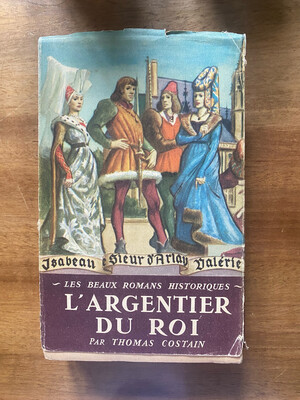 Isabeau Sieur d'Arlay Valérie
LES BEAUX ROMANS HISTORIQUES
L'ARGENTIER
DU ROI
PAR THOMAS COSTAIN